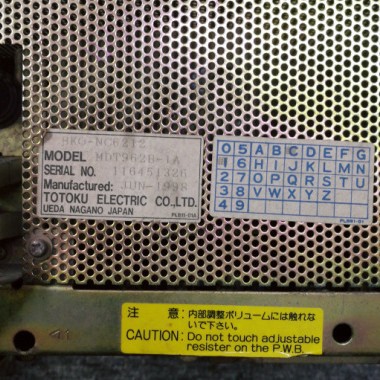 MODEL MDT962B-1A
SERIAL NO. 116451326
Manufactured: JUN-1998
TOTOKU ELECTRIC CO.,LTD.
UEDA NAGANO JAPAN
0 5 A B C D E F G
1 6 H I J K L M N
2 7 O P Q R S T U
3 8 V W X Y Z
4 9
注 意:内部調整ボリュームには触れな
いで下さい。
CAUTION: Do not touch adjustable
resister on the P.W.B.